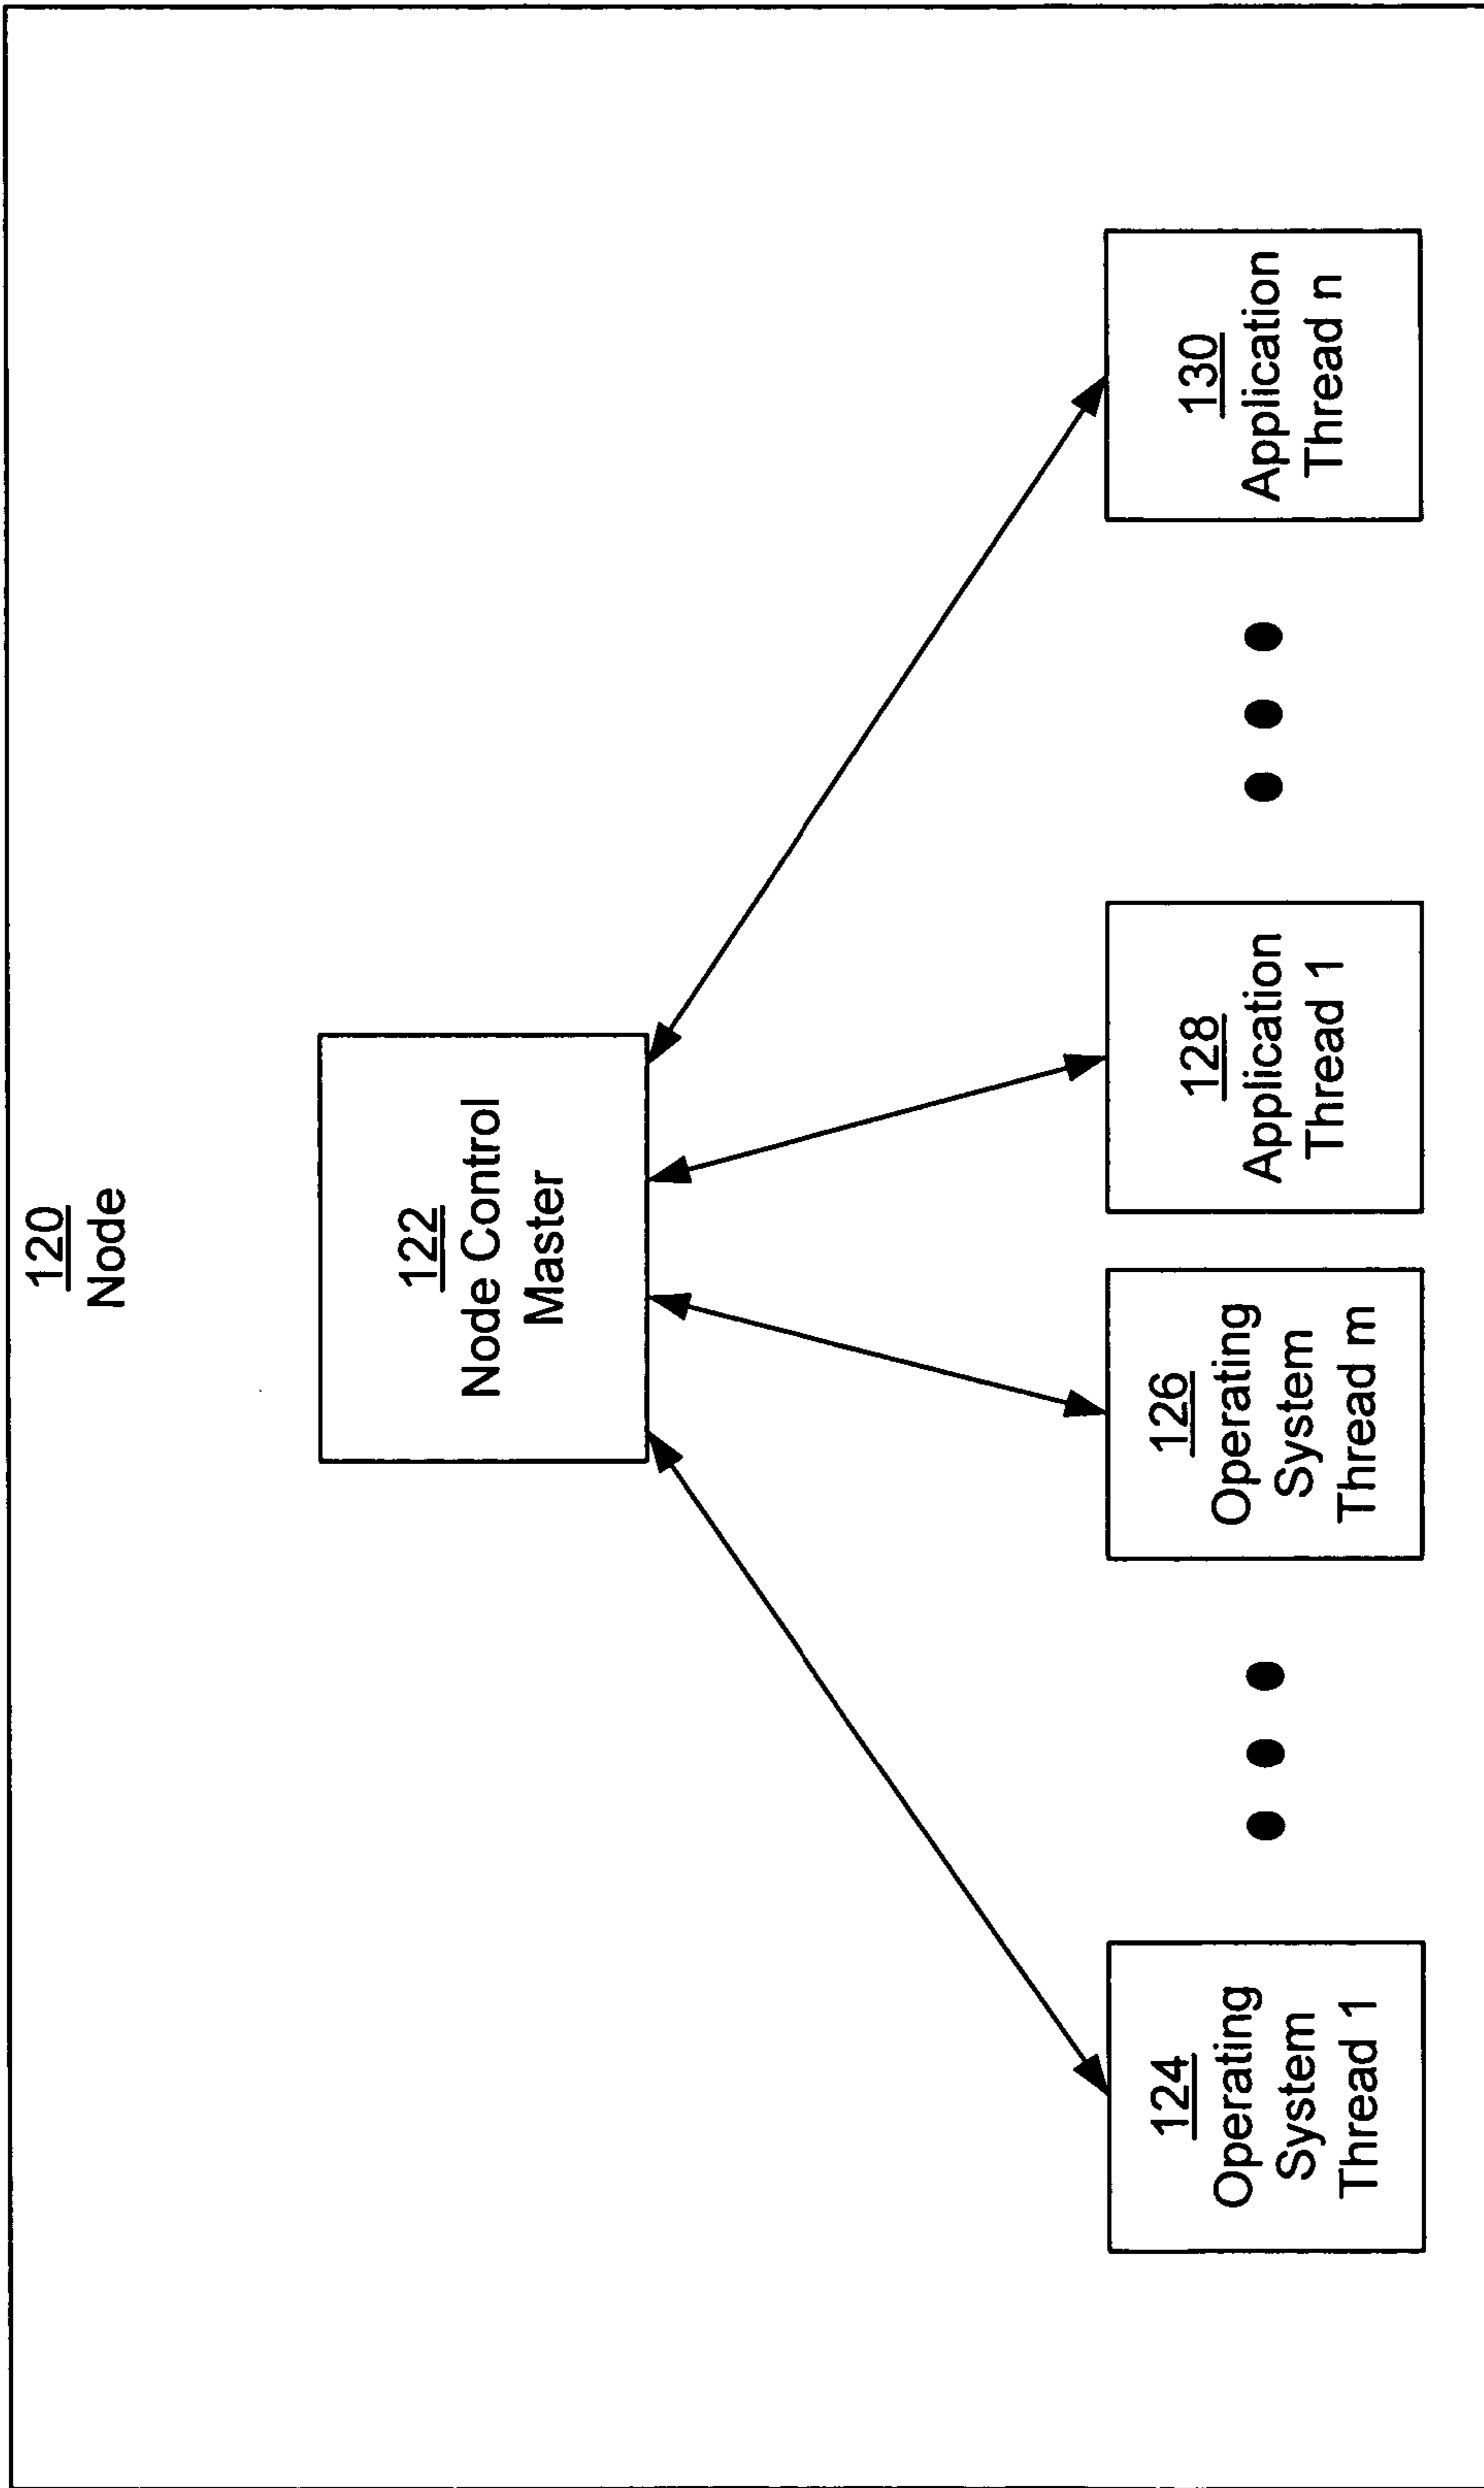 120
Node
122
Node Control
Master
124
Operating
System
Thread 1
126
Operating
System
Thread m
128
Application
Thread 1
130
Application
Thread n